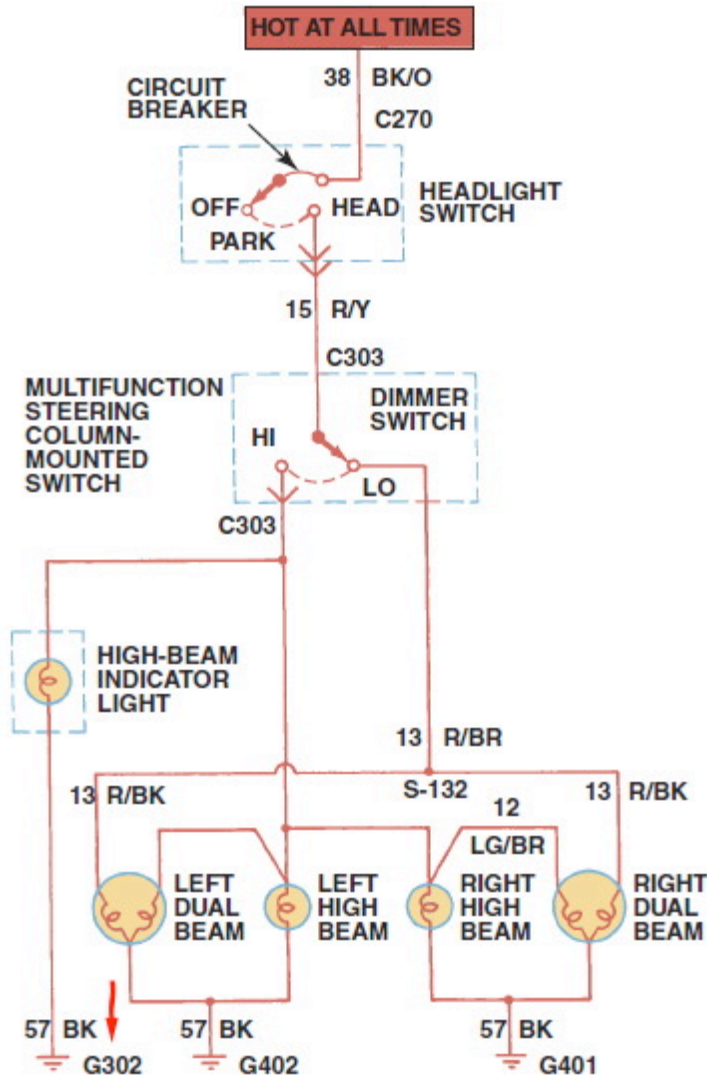 HOT AT ALL TIMES
38 BK/O
CIRCUIT
BREAKER
C270
OFF
HEAD
PARK
HEADLIGHT
SWITCH
15 R/Y
C303
MULTIFUNCTION
STEERING
COLUMN-
MOUNTED
SWITCH
DIMMER
SWITCH
HI
LO
C303
HIGH-BEAM
INDICATOR
LIGHT
13 R/BR
S-132
13 R/BK
12
LG/BR
13 R/BK
LEFT
DUAL
BEAM
LEFT
HIGH
BEAM
RIGHT
HIGH
BEAM
RIGHT
DUAL
BEAM
57 BK
G302
57 BK
G402
57 BK
G401